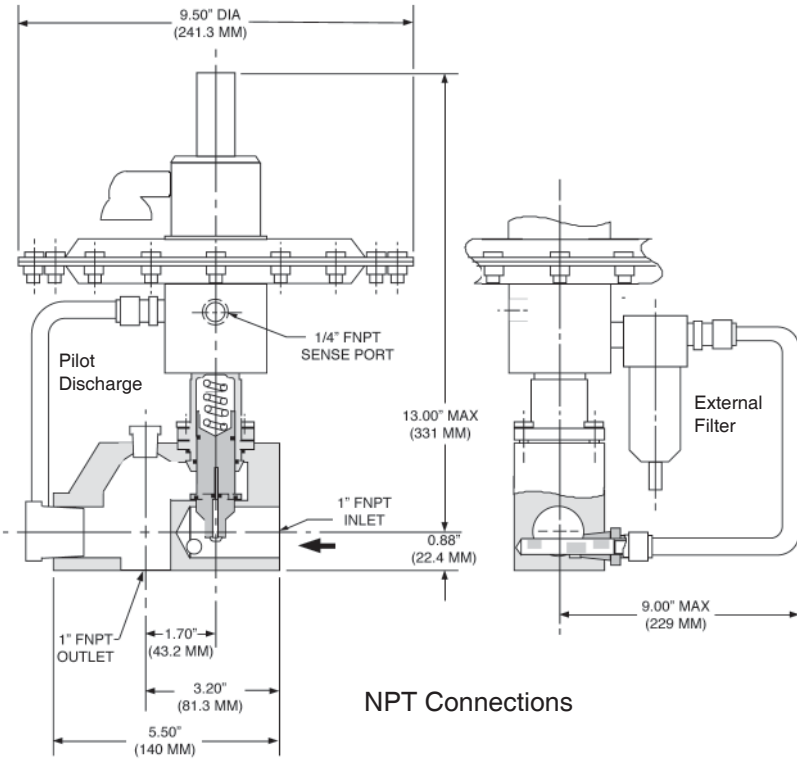 9.50" DIA
(241.3 MM)
1/4" FNPT
SENSE PORT
Pilot
Discharge
13.00" MAX
(331 MM)
External
Filter
1" FNPT
INLET
0.88"
(22.4 MM)
9.00" MAX
(229 MM)
1" FNPT
OUTLET
1.70"
(43.2 MM)
3.20"
(81.3 MM)
NPT Connections
5.50"
(140 MM)